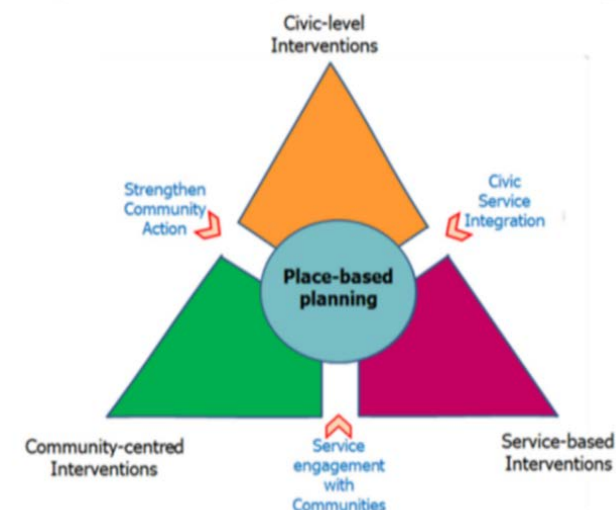 Civic-level
Interventions
Strengthen
Community
Action
Civic
Service
Integration
Place-based
planning
Community-centred
Interventions
Service
engagement
with
Communities
Service-based
Interventions